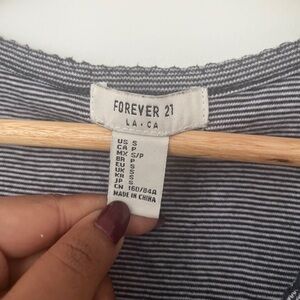 FOREVER 21
LA • CA
US S
CA P
MX S/P
BR P
EU S
UK S
KR S
JP S
CN 160/84A
MADE IN CHINA